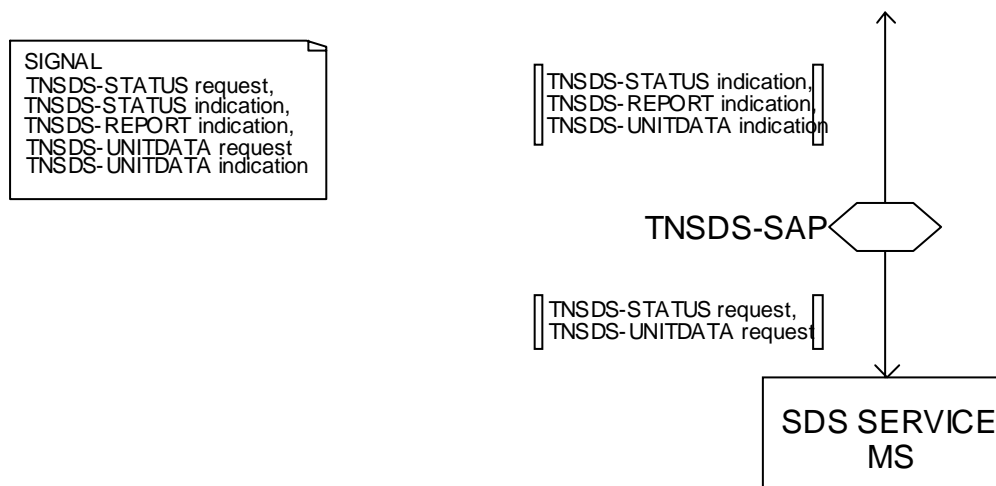 SIGNAL
TNSDS-STATUS request,
TNSDS-STATUS indication,
TNSDS-REPORT indication,
TNSDS-UNITDATA request
TNSDS-UNITDATA indication
TNSDS-STATUS indication,
TNSDS-REPORT indication,
TNSDS-UNITDATA indication
TNSDS-SAP
TNSDS-STATUS request,
TNSDS-UNITDATA request
SDS SERVICE
MS